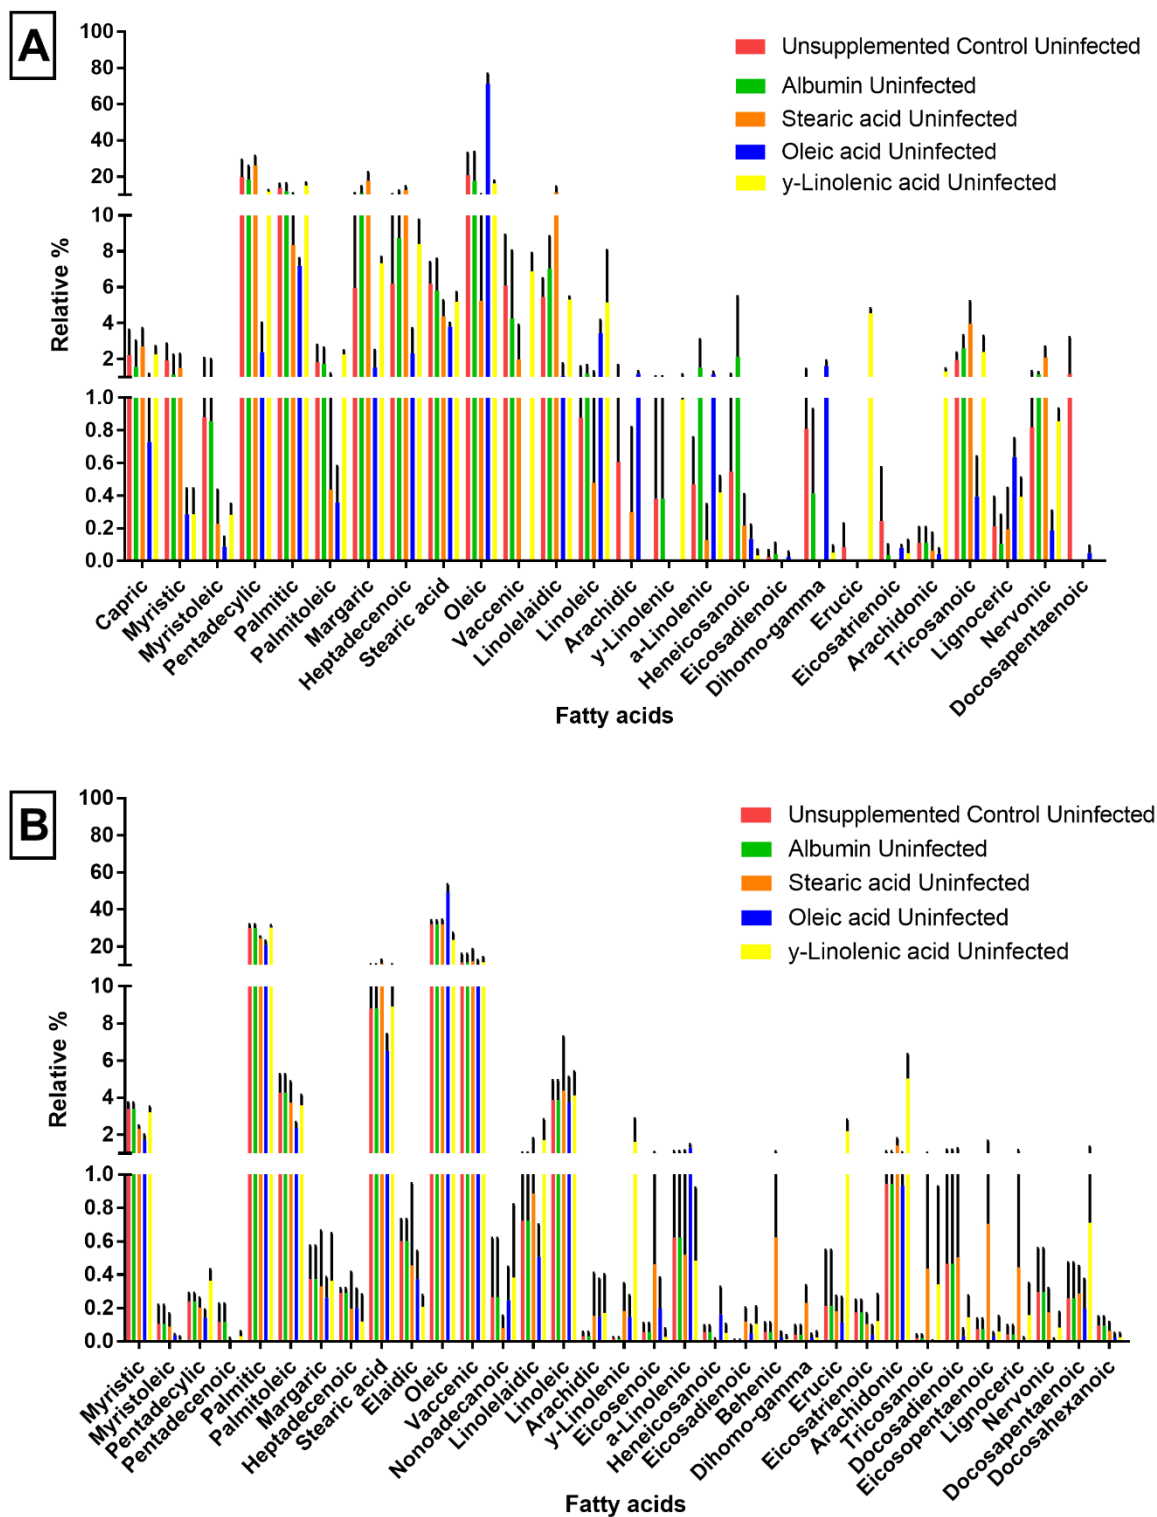 A
100
80
60
40
20
10
8
6
4
2
1.0
0.8
0.6
0.4
0.2
0.0
Relative %
Unsupplemented Control Uninfected
Albumin Uninfected
Stearic acid Uninfected
Oleic acid Uninfected
y-Linolenic acid Uninfected
Capric
Myristic
Myristoleic
Pentadecylic
Palmitic
Palmitoleic
Margaric
Heptadecenoic
Stearic acid
Oleic
Vaccenic
Linolelaidic
Linoleic
Arachidic
y-Linolenic
a-Linolenic
Heneicosanoic
Eicosadienoic
Dihomo-gamma
Erucic
Eicosatrienoic
Arachidonic
Tricosanoic
Lignoceric
Nervonic
Docosapentaenoic
Fatty acids
B
100
80
60
40
20
10
8
6
4
2
1.0
0.8
0.6
0.4
0.2
0.0
Relative %
Unsupplemented Control Uninfected
Albumin Uninfected
Stearic acid Uninfected
Oleic acid Uninfected
y-Linolenic acid Uninfected
Myristic
Myristoleic
Pentadecylic
Pentadecenoic
Palmitic
Palmitoleic
Margaric
Heptadecenoic
Stearic acid
Elaidic
Oleic
Vaccenic
Nonoadecanoic
Linolelaidic
Linoleic
Arachidic
y-Linolenic
Eicosenoic
a-Linolenic
Heneicosanoic
Eicosadienoic
Behenic
Dihomo-gamma
Erucic
Eicosatrienoic
Arachidonic
Tricosanoic
Docosadienoic
Eicosopentaenoic
Lignoceric
Nervonic
Docosapentaenoic
Docosahexanoic
Fatty acids